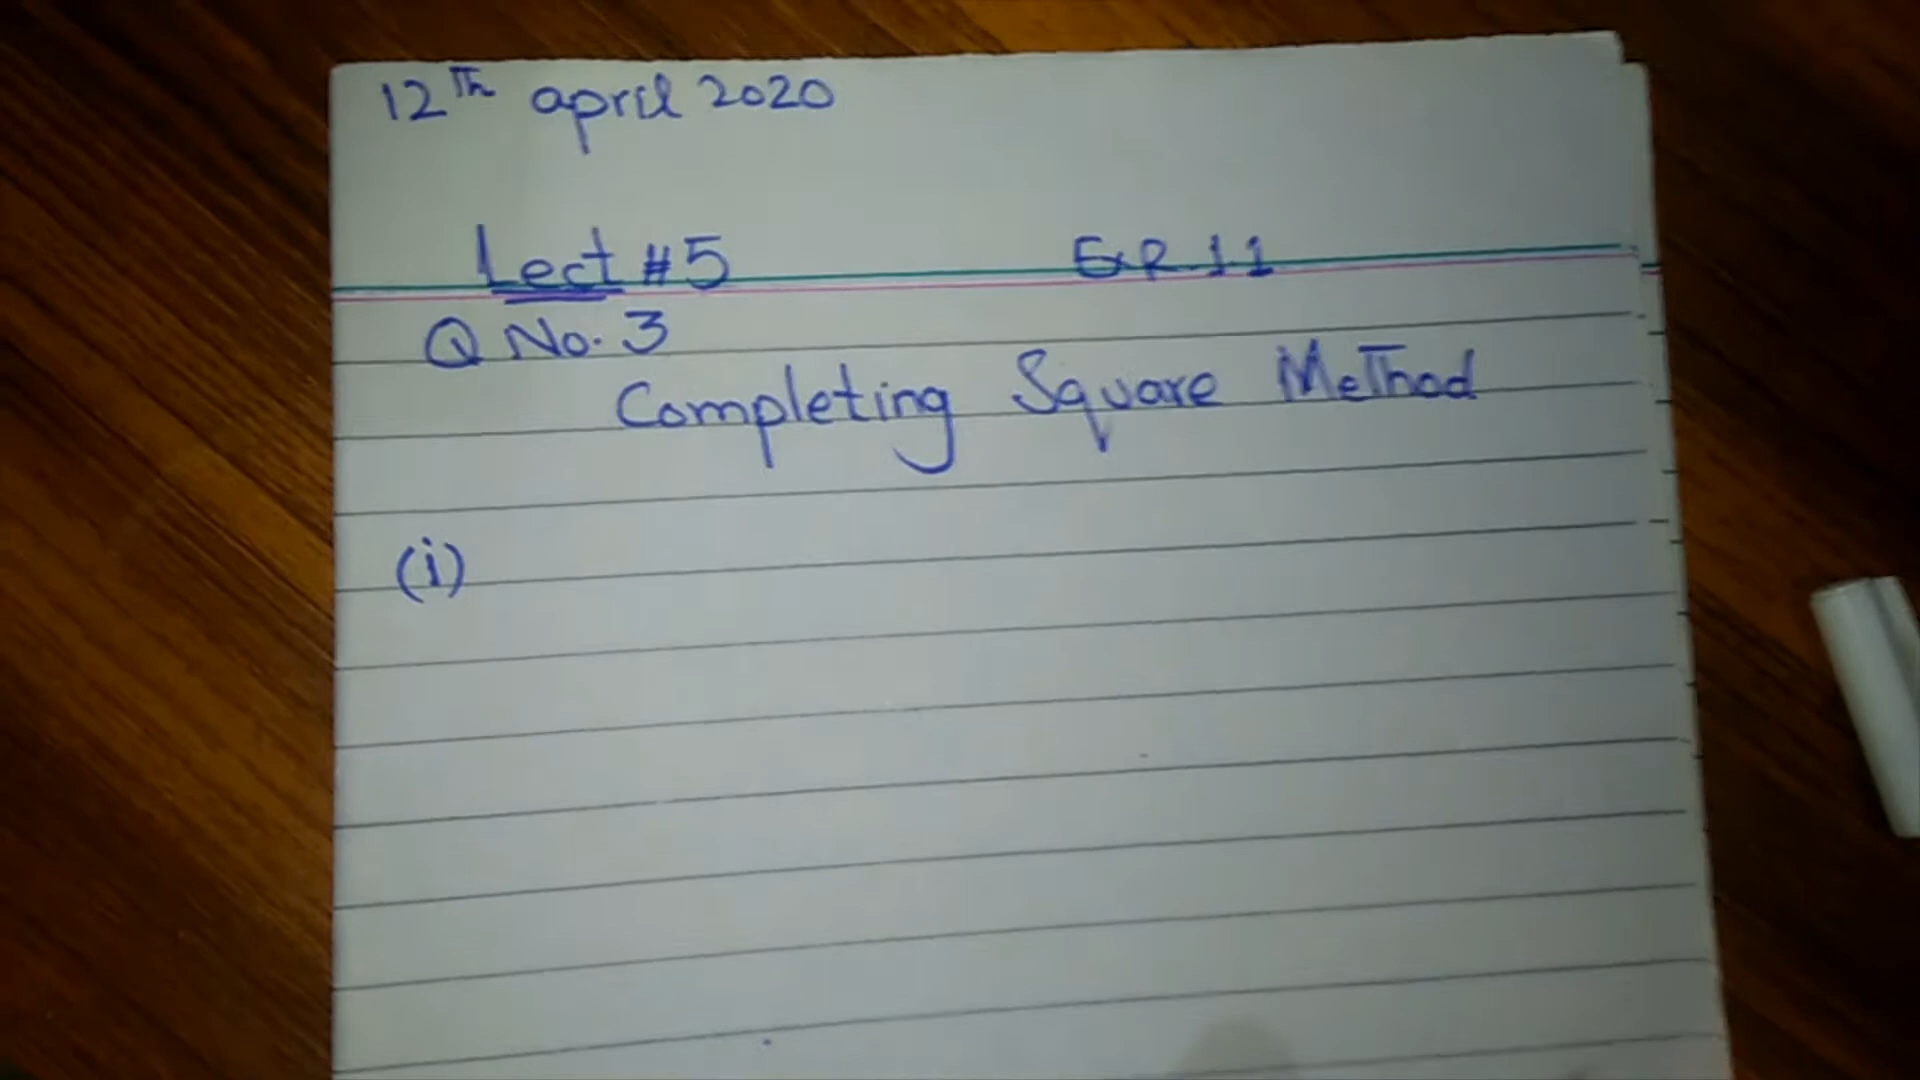 12Th april 2020
Lect #5 Ex 1.1
Q No. 3
Completing Square Method
(i)